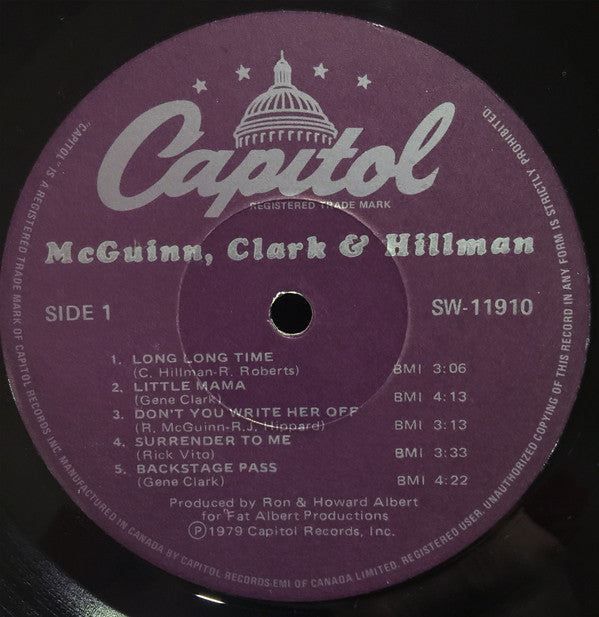 Capitol
REGISTERED TRADE MARK
McGuinn, Clark & Hillman
SIDE 1
SW-11910
1. LONG LONG TIME
(C. Hillman-R. Roberts) BMI 3:06
2. LITTLE MAMA
(Gene Clark) BMI 4:13
3. DON'T YOU WRITE HER OFF
(R. McGuinn-R.J. Hippard) BMI 3:13
4. SURRENDER TO ME
(Rick Vito) BMI 3:33
5. BACKSTAGE PASS
(Gene Clark) BMI 4:22
Produced by Ron & Howard Albert
for Fat Albert Productions
Ⓟ1979 Capitol Records, Inc.
"CAPITOL" IS A REGISTERED TRADE MARK OF CAPITOL RECORDS INC. MANUFACTURED IN CANADA BY CAPITOL RECORDS-EMI OF CANADA LIMITED, REGISTERED USER. UNAUTHORIZED COPYING OF THIS RECORD IN ANY FORM IS STRICTLY PROHIBITED.